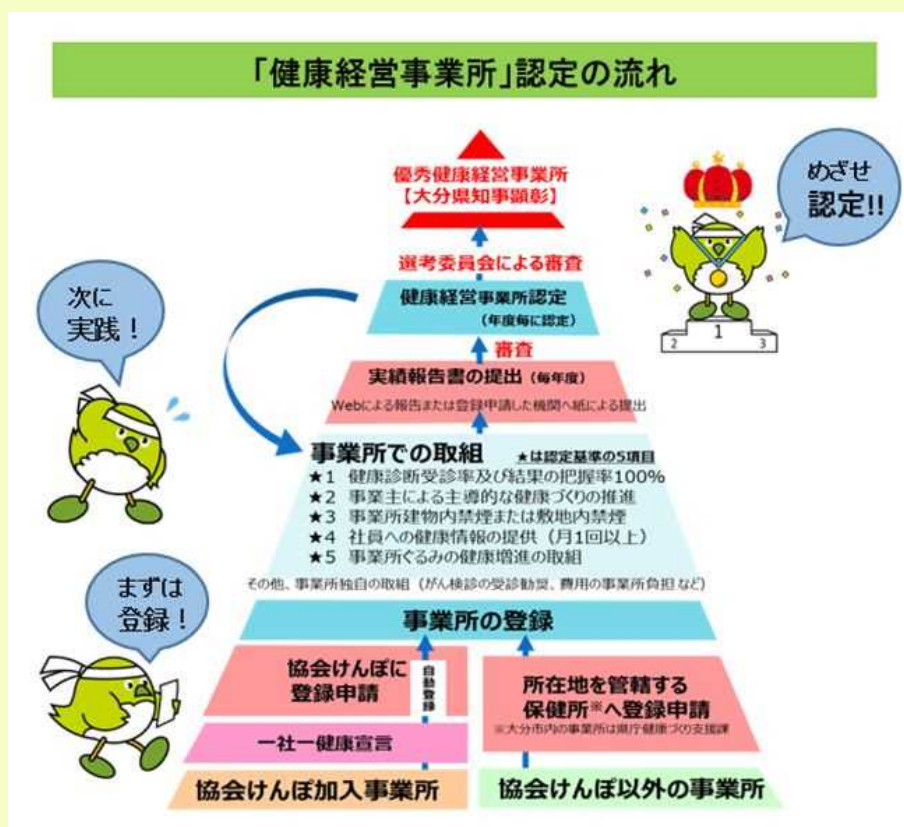 「健康経営事業所」認定の流れ
優秀健康経営事業所
【大分県知事顕彰】
めざせ
認定!!
選考委員会による審査
健康経営事業所認定
(年度毎に認定)
次に
実践！
1
2
3
審査
実績報告書の提出（毎年度）
Webによる報告または登録申請した機関へ紙による提出
事業所での取組 ★は認定基準の5項目
★1 健康診断受診率及び結果の把握率100%
★2 事業主による主導的な健康づくりの推進
★3 事業所建物内禁煙または敷地内禁煙
★4 社員への健康情報の提供（月1回以上）
★5 事業所ぐるみの健康増進の取組
その他、事業所独自の取組（がん検診の受診勧奨、費用の事業所負担 など）
まずは
登録！
事業所の登録
協会けんぽに
登録申請
自動登録
所在地を管轄する
保健所※へ登録申請
※大分市内の事業所は県庁健康づくり支援課
一社一健康宣言
協会けんぽ加入事業所
協会けんぽ以外の事業所